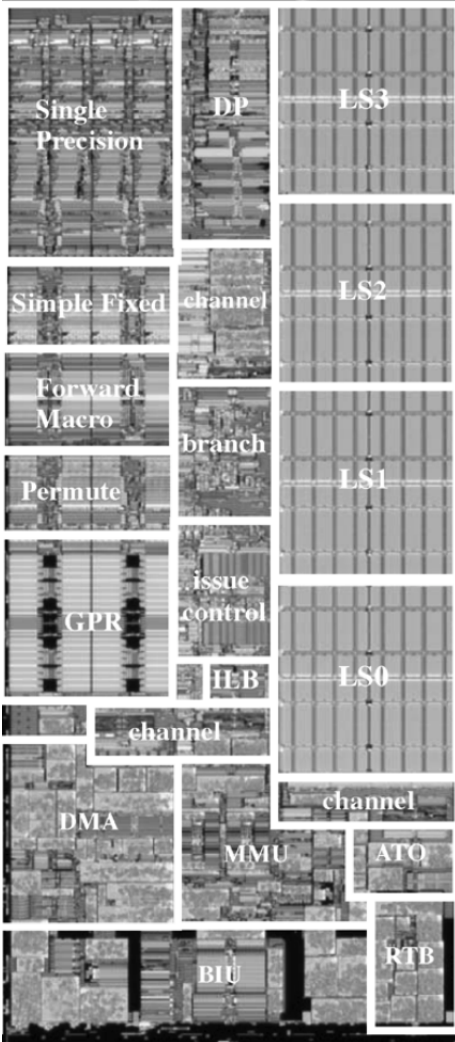 Single
Precision
DP
LS3
Simple Fixed
channel
LS2
Forward
Macro
branch
LS1
Permute
issue
control
GPR
ILB
LS0
channel
channel
DMA
MMU
ATO
BIU
RTB